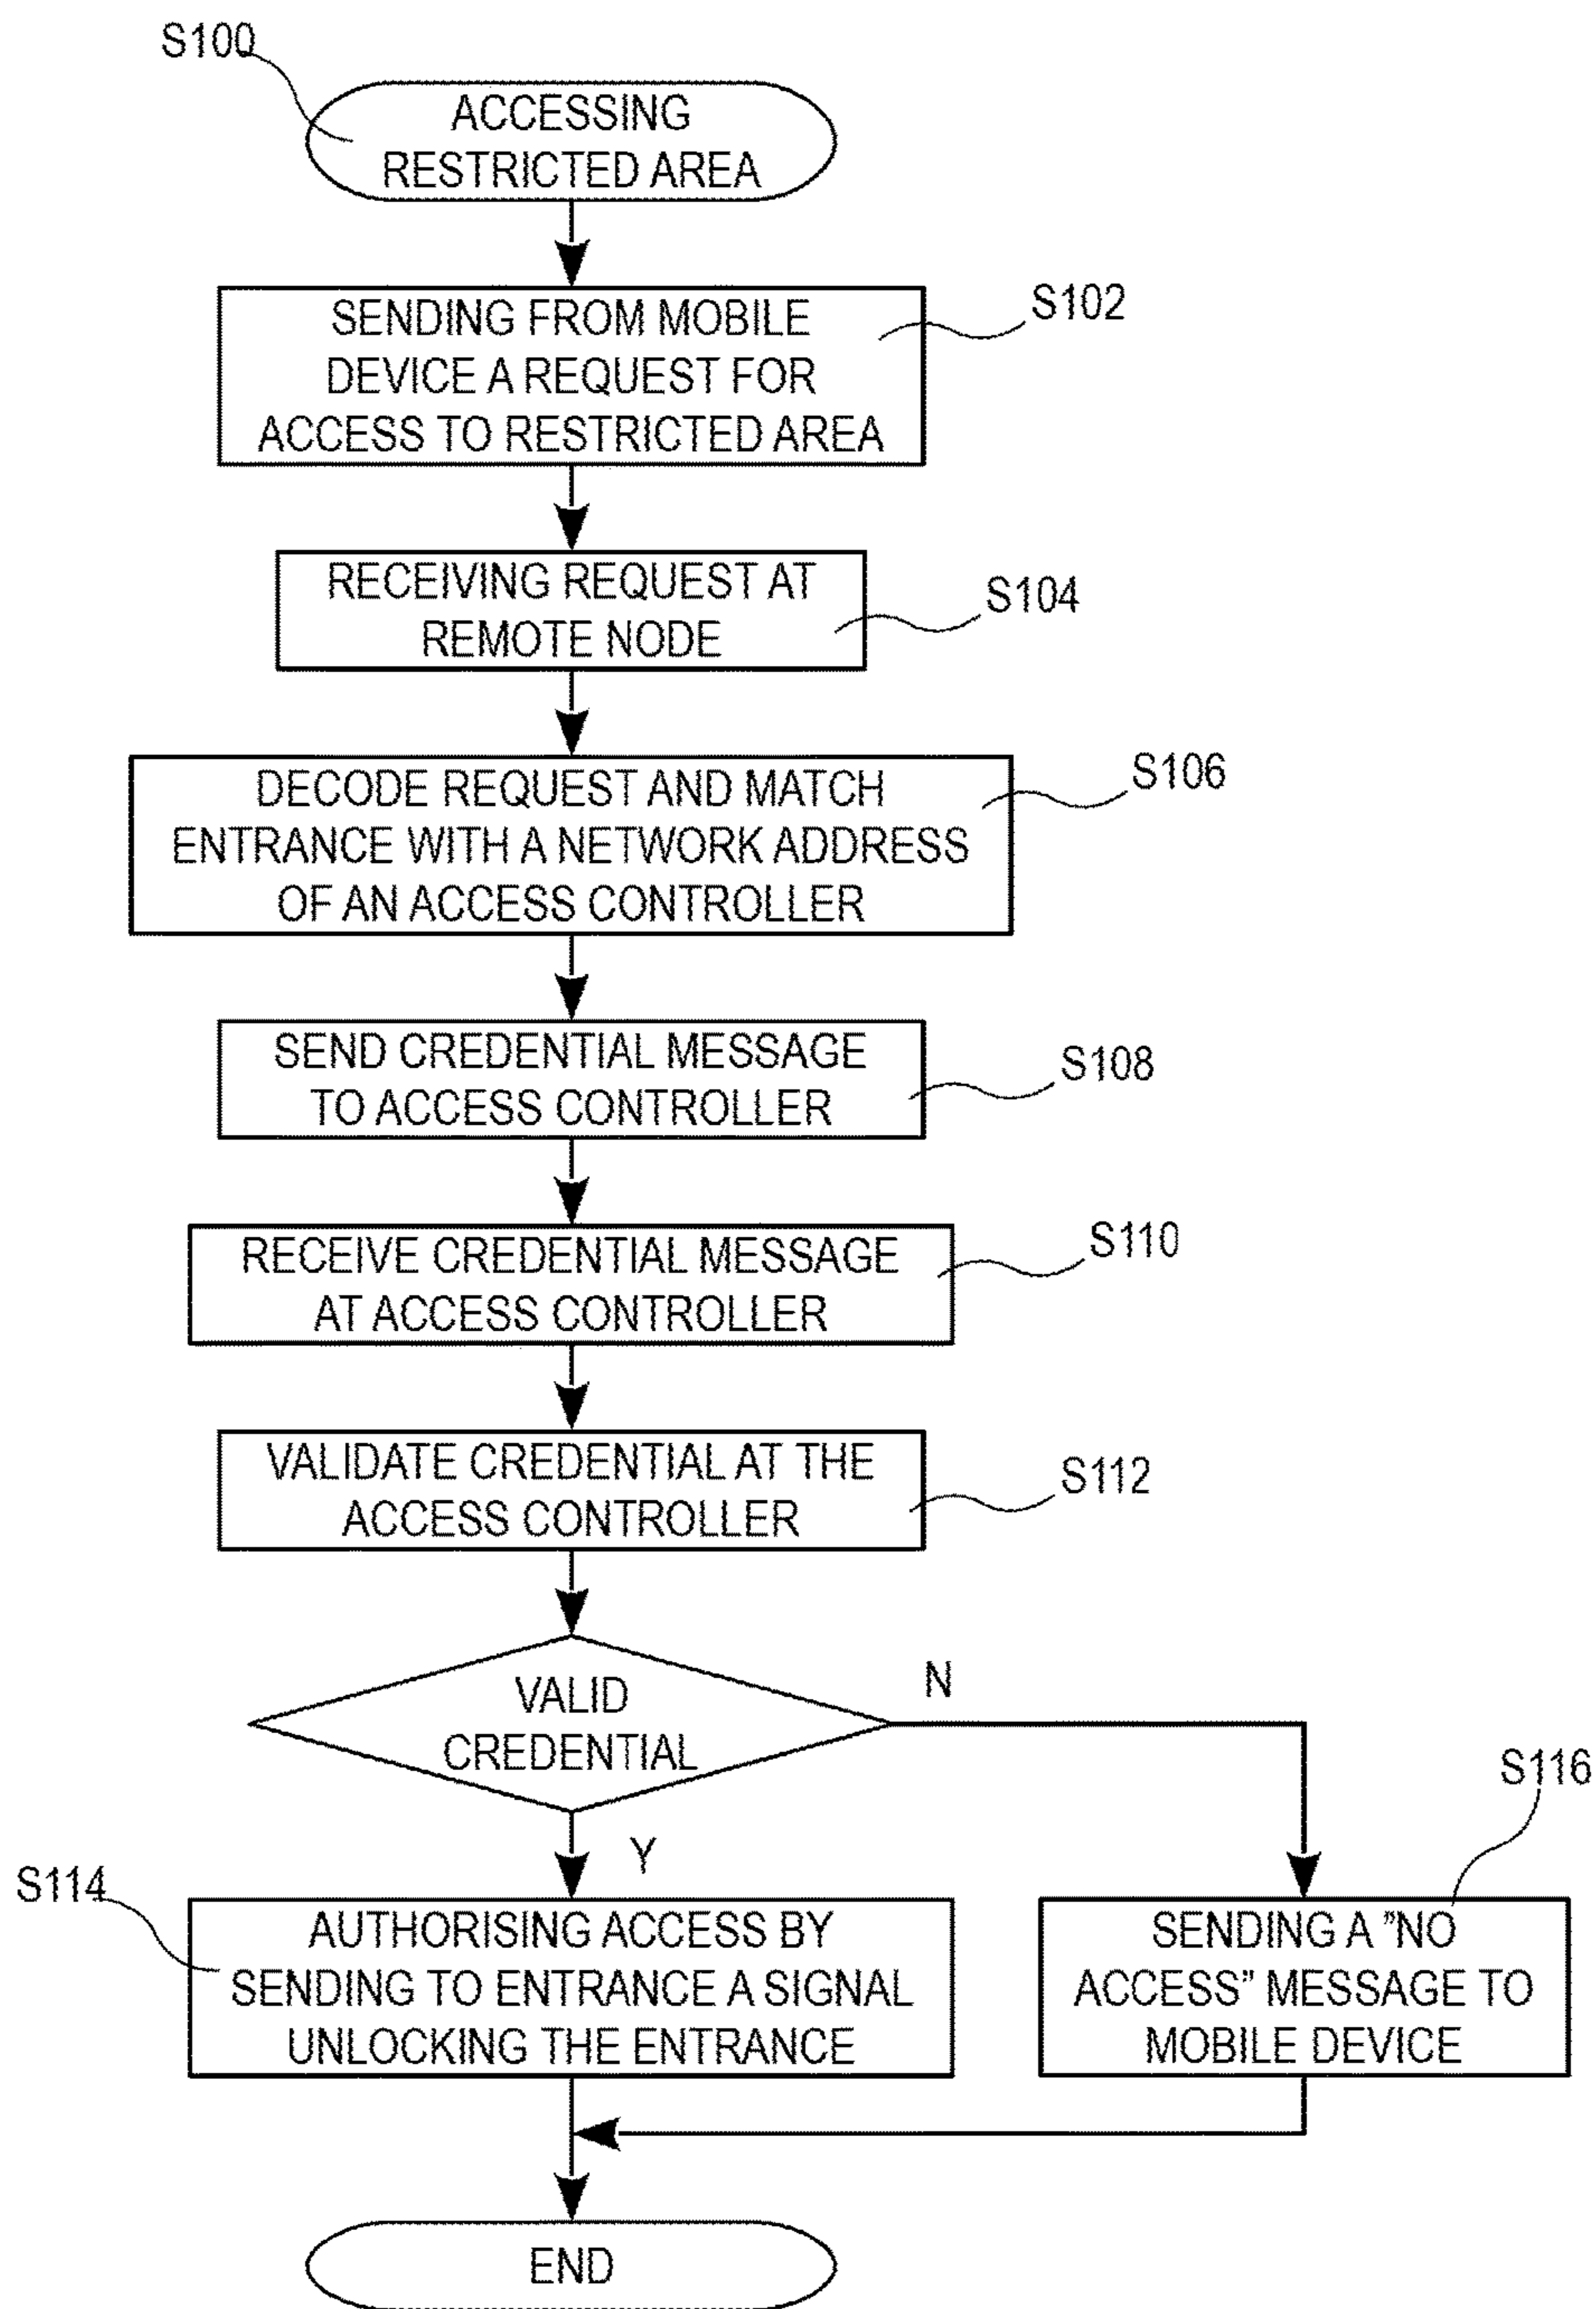 S100
ACCESSING
RESTRICTED AREA
SENDING FROM MOBILE
DEVICE A REQUEST FOR
ACCESS TO RESTRICTED AREA
S102
RECEIVING REQUEST AT
REMOTE NODE
S104
DECODE REQUEST AND MATCH
ENTRANCE WITH A NETWORK ADDRESS
OF AN ACCESS CONTROLLER
S106
SEND CREDENTIAL MESSAGE
TO ACCESS CONTROLLER
S108
RECEIVE CREDENTIAL MESSAGE
AT ACCESS CONTROLLER
S110
VALIDATE CREDENTIAL AT THE
ACCESS CONTROLLER
S112
VALID
CREDENTIAL
N
Y
S114
AUTHORISING ACCESS BY
SENDING TO ENTRANCE A SIGNAL
UNLOCKING THE ENTRANCE
S116
SENDING A ”NO
ACCESS” MESSAGE TO
MOBILE DEVICE
END